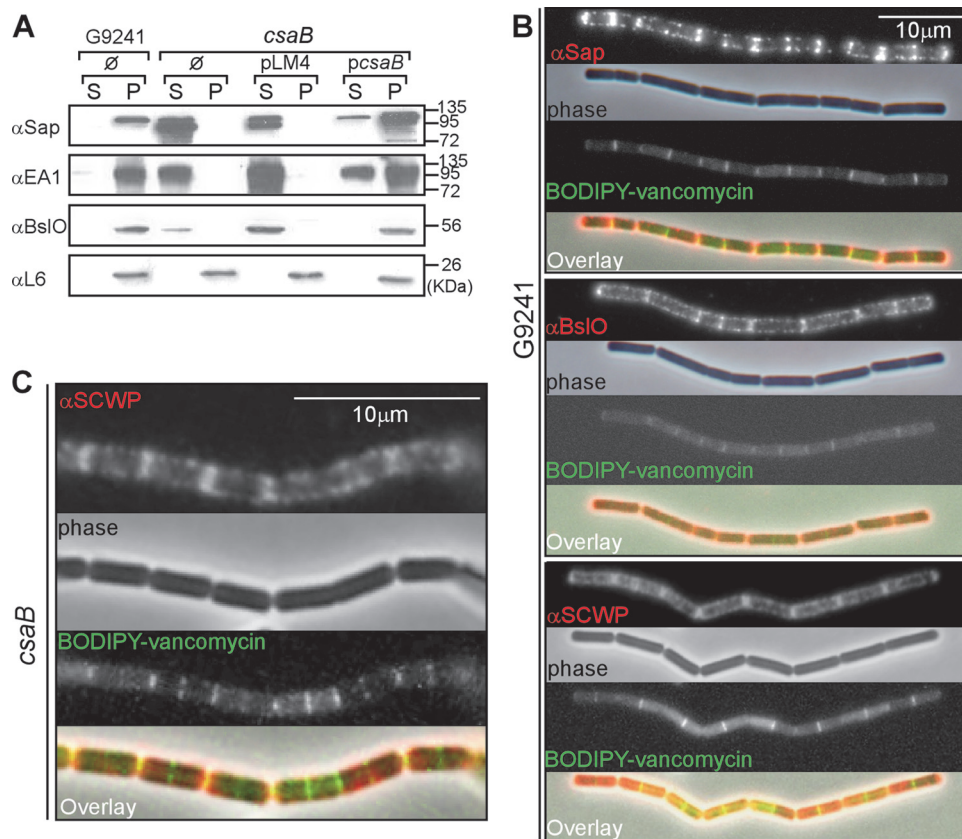 A
G9241
csaB
ø
ø
pLM4
pcsaB
S P S P S P S P
αSap
135
95
72
αEA1
135
95
72
αBslO
56
αL6
26
(KDa)
B
G9241
10μm
αSap
phase
BODIPY-vancomycin
Overlay
αBslO
phase
BODIPY-vancomycin
Overlay
αSCWP
phase
BODIPY-vancomycin
Overlay
C
csaB
αSCWP
10μm
phase
BODIPY-vancomycin
Overlay